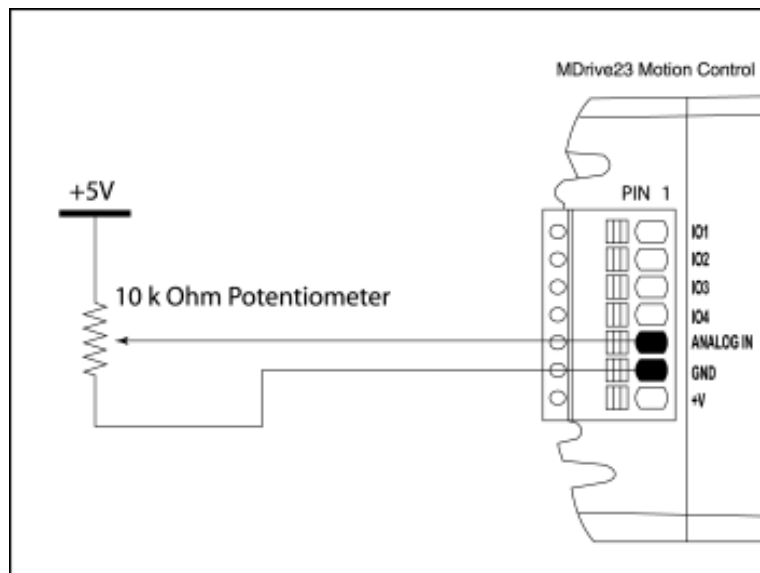 MDrive23 Motion Control
+5V
PIN 1
IO1
IO2
10 k Ohm Potentiometer
IO3
IO4
ANALOG IN
GND
+V